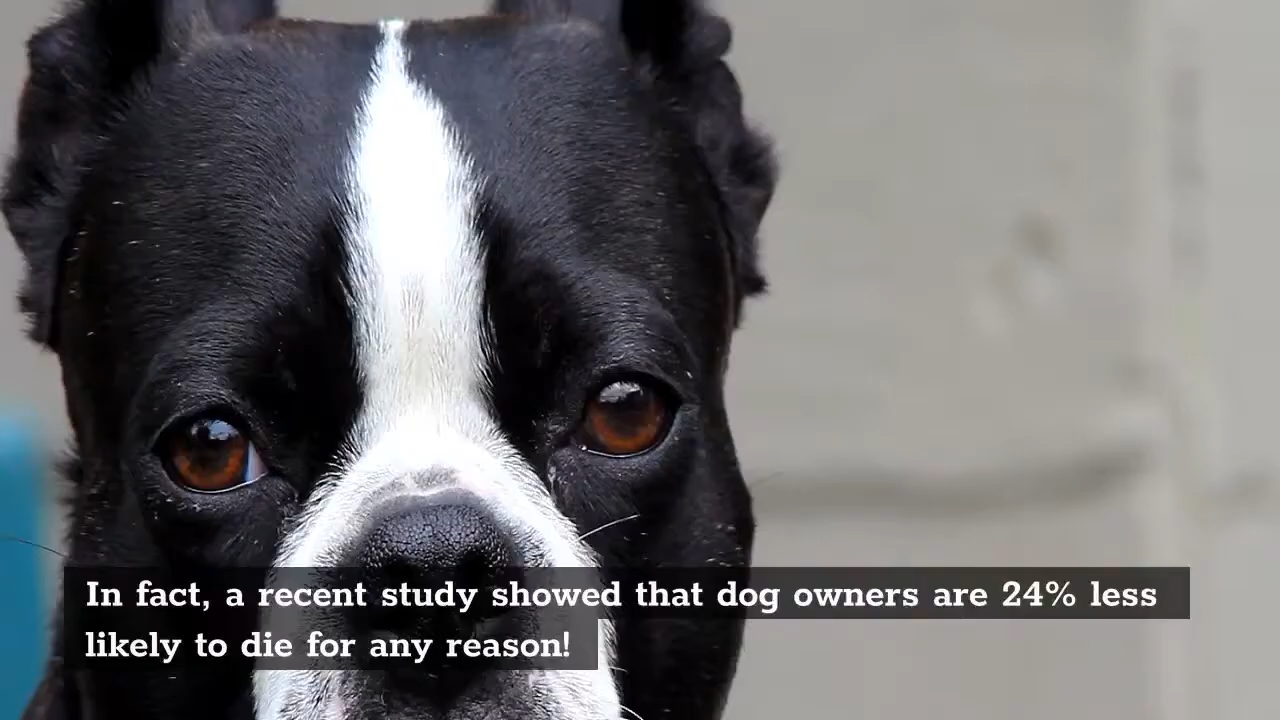 In fact, a recent study showed that dog owners are 24% less
likely to die for any reason!